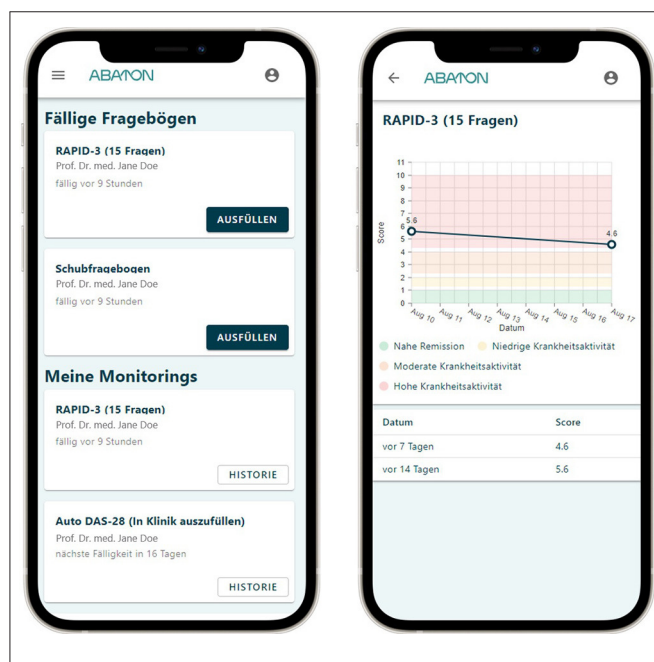 ABATON
Fällige Fragebögen
RAPID-3 (15 Fragen)
Prof. Dr. med. Jane Doe
fällig vor 9 Stunden
AUSFÜLLEN
Schubfragebogen
Prof. Dr. med. Jane Doe
fällig vor 9 Stunden
AUSFÜLLEN
Meine Monitorings
RAPID-3 (15 Fragen)
Prof. Dr. med. Jane Doe
fällig vor 9 Stunden
HISTORIE
Auto DAS-28 (In Klinik auszufüllen)
Prof. Dr. med. Jane Doe
nächste Fälligkeit in 16 Tagen
HISTORIE
ABATON
RAPID-3 (15 Fragen)
11
10
9
8
7
6
5
4
3
2
1
0
Score
5.6
4.6
Aug 10 Aug 11 Aug 12 Aug 13 Aug 14 Aug 15 Aug 16 Aug 17
Datum
Nahe Remission Niedrige Krankheitsaktivität
Moderate Krankheitsaktivität
Hohe Krankheitsaktivität
Datum Score
vor 7 Tagen 4.6
vor 14 Tagen 5.6